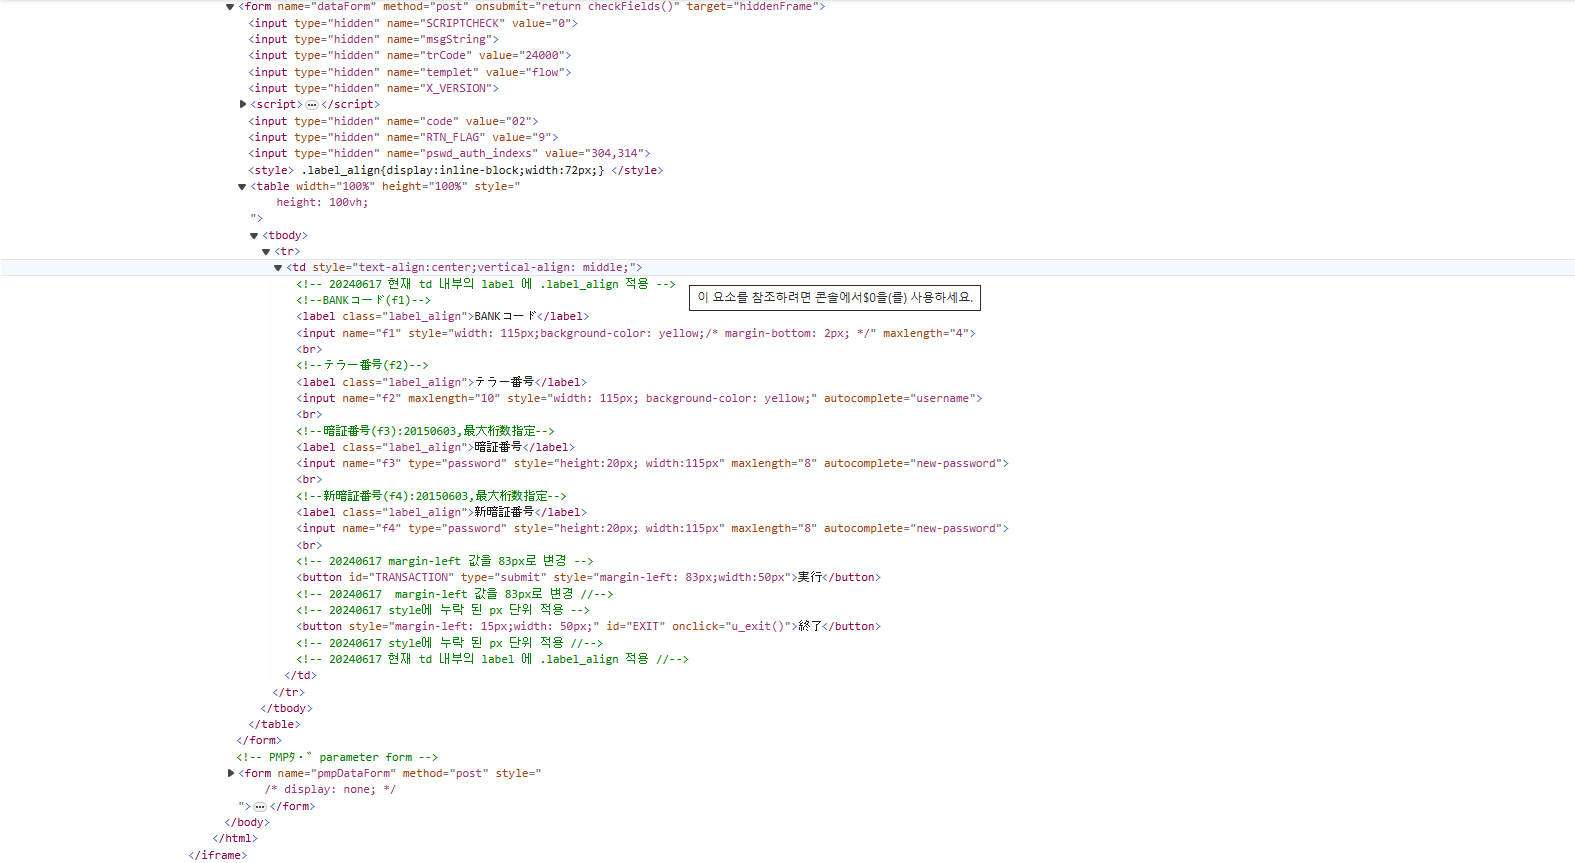 <form name="dataForm" method="post" onsubmit="return checkFields()" target="hiddenFrame">
<input type="hidden" name="SCRIPTCHECK" value="0">
<input type="hidden" name="msgString">
<input type="hidden" name="trCode" value="24000">
<input type="hidden" name="templet" value="flow">
<input type="hidden" name="X_VERSION">
<script>…</script>
<input type="hidden" name="code" value="02">
<input type="hidden" name="RTN_FLAG" value="9">
<input type="hidden" name="pswd_auth_indexs" value="304,314">
<style> .label_align{display:inline-block;width:72px;} </style>
<table width="100%" height="100%" style="
height: 100vh;
">
<tbody>
<tr>
<td style="text-align:center;vertical-align: middle;">
<!-- 20240617 현재 td 내부의 label 에 .label_align 적용 -->
이 요소를 참조하려면 콘솔에서$0을(를) 사용하세요.
<!--BANKコード(f1)-->
<label class="label_align">BANKコード</label>
<input name="f1" style="width: 115px;background-color: yellow;/* margin-bottom: 2px; */" maxlength="4">
<br>
<!--テラー番号(f2)-->
<label class="label_align">テラー番号</label>
<input name="f2" maxlength="10" style="width: 115px; background-color: yellow;" autocomplete="username">
<br>
<!--暗証番号(f3):20150603,最大桁数指定-->
<label class="label_align">暗証番号</label>
<input name="f3" type="password" style="height:20px; width:115px" maxlength="8" autocomplete="new-password">
<br>
<!--新暗証番号(f4):20150603,最大桁数指定-->
<label class="label_align">新暗証番号</label>
<input name="f4" type="password" style="height:20px; width:115px" maxlength="8" autocomplete="new-password">
<br>
<!-- 20240617 margin-left 값을 83px로 변경 -->
<button id="TRANSACTION" type="submit" style="margin-left: 83px;width:50px">実行</button>
<!-- 20240617  margin-left 값을 83px로 변경 //-->
<!-- 20240617 style에 누락 된 px 단위 적용 -->
<button style="margin-left: 15px;width: 50px;" id="EXIT" onclick="u_exit()">終了</button>
<!-- 20240617 style에 누락 된 px 단위 적용 //-->
<!-- 20240617 현재 td 내부의 label 에 .label_align 적용 //-->
</td>
</tr>
</tbody>
</table>
</form>
<!-- PMPﾀ・ﾞ parameter form -->
<form name="pmpDataForm" method="post" style="
/* display: none; */
">…</form>
</body>
</html>
</iframe>